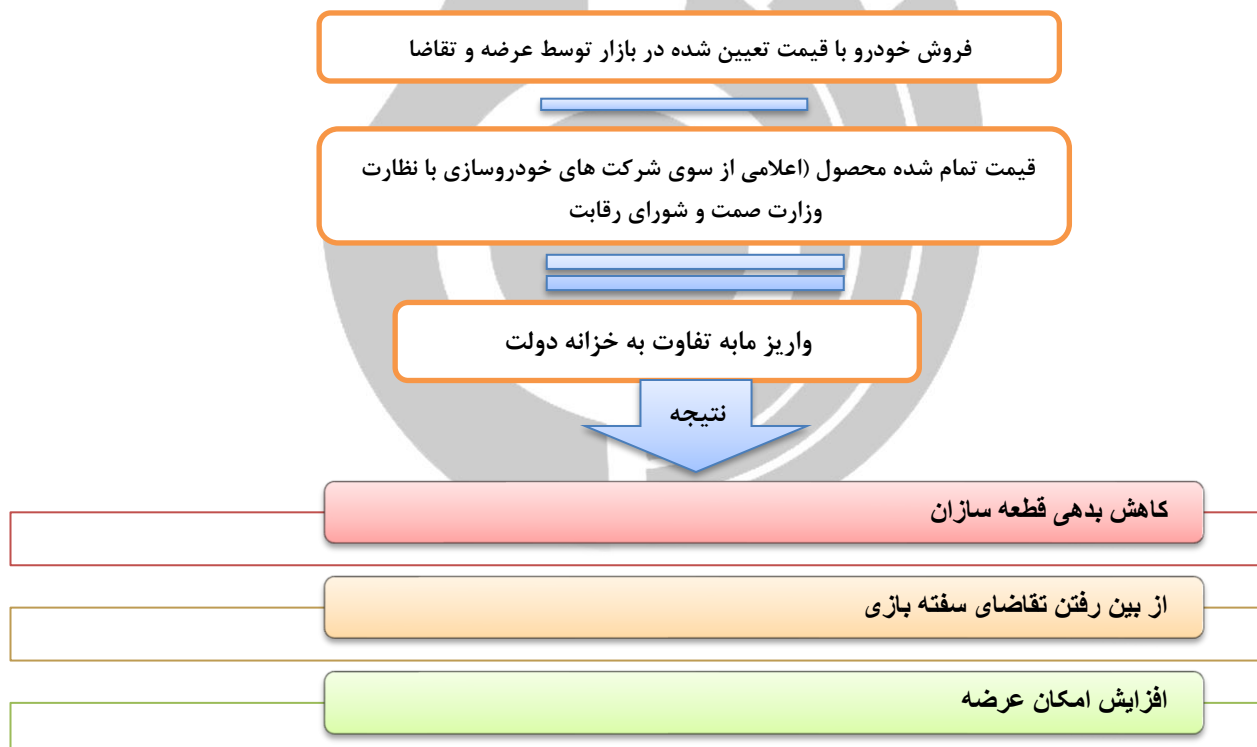 فروش خودرو با قیمت تعیین شده در بازار توسط عرضه و تقاضا
قیمت تمام شده محصول (اعلامی از سوی شرکت های خودروسازی با نظارت
وزارت صمت و شورای رقابت
واریز مابه تفاوت به خزانه دولت
نتیجه
کاهش بدهی قطعه سازان
از بین رفتن تقاضای سفته بازی
افزایش امکان عرضه